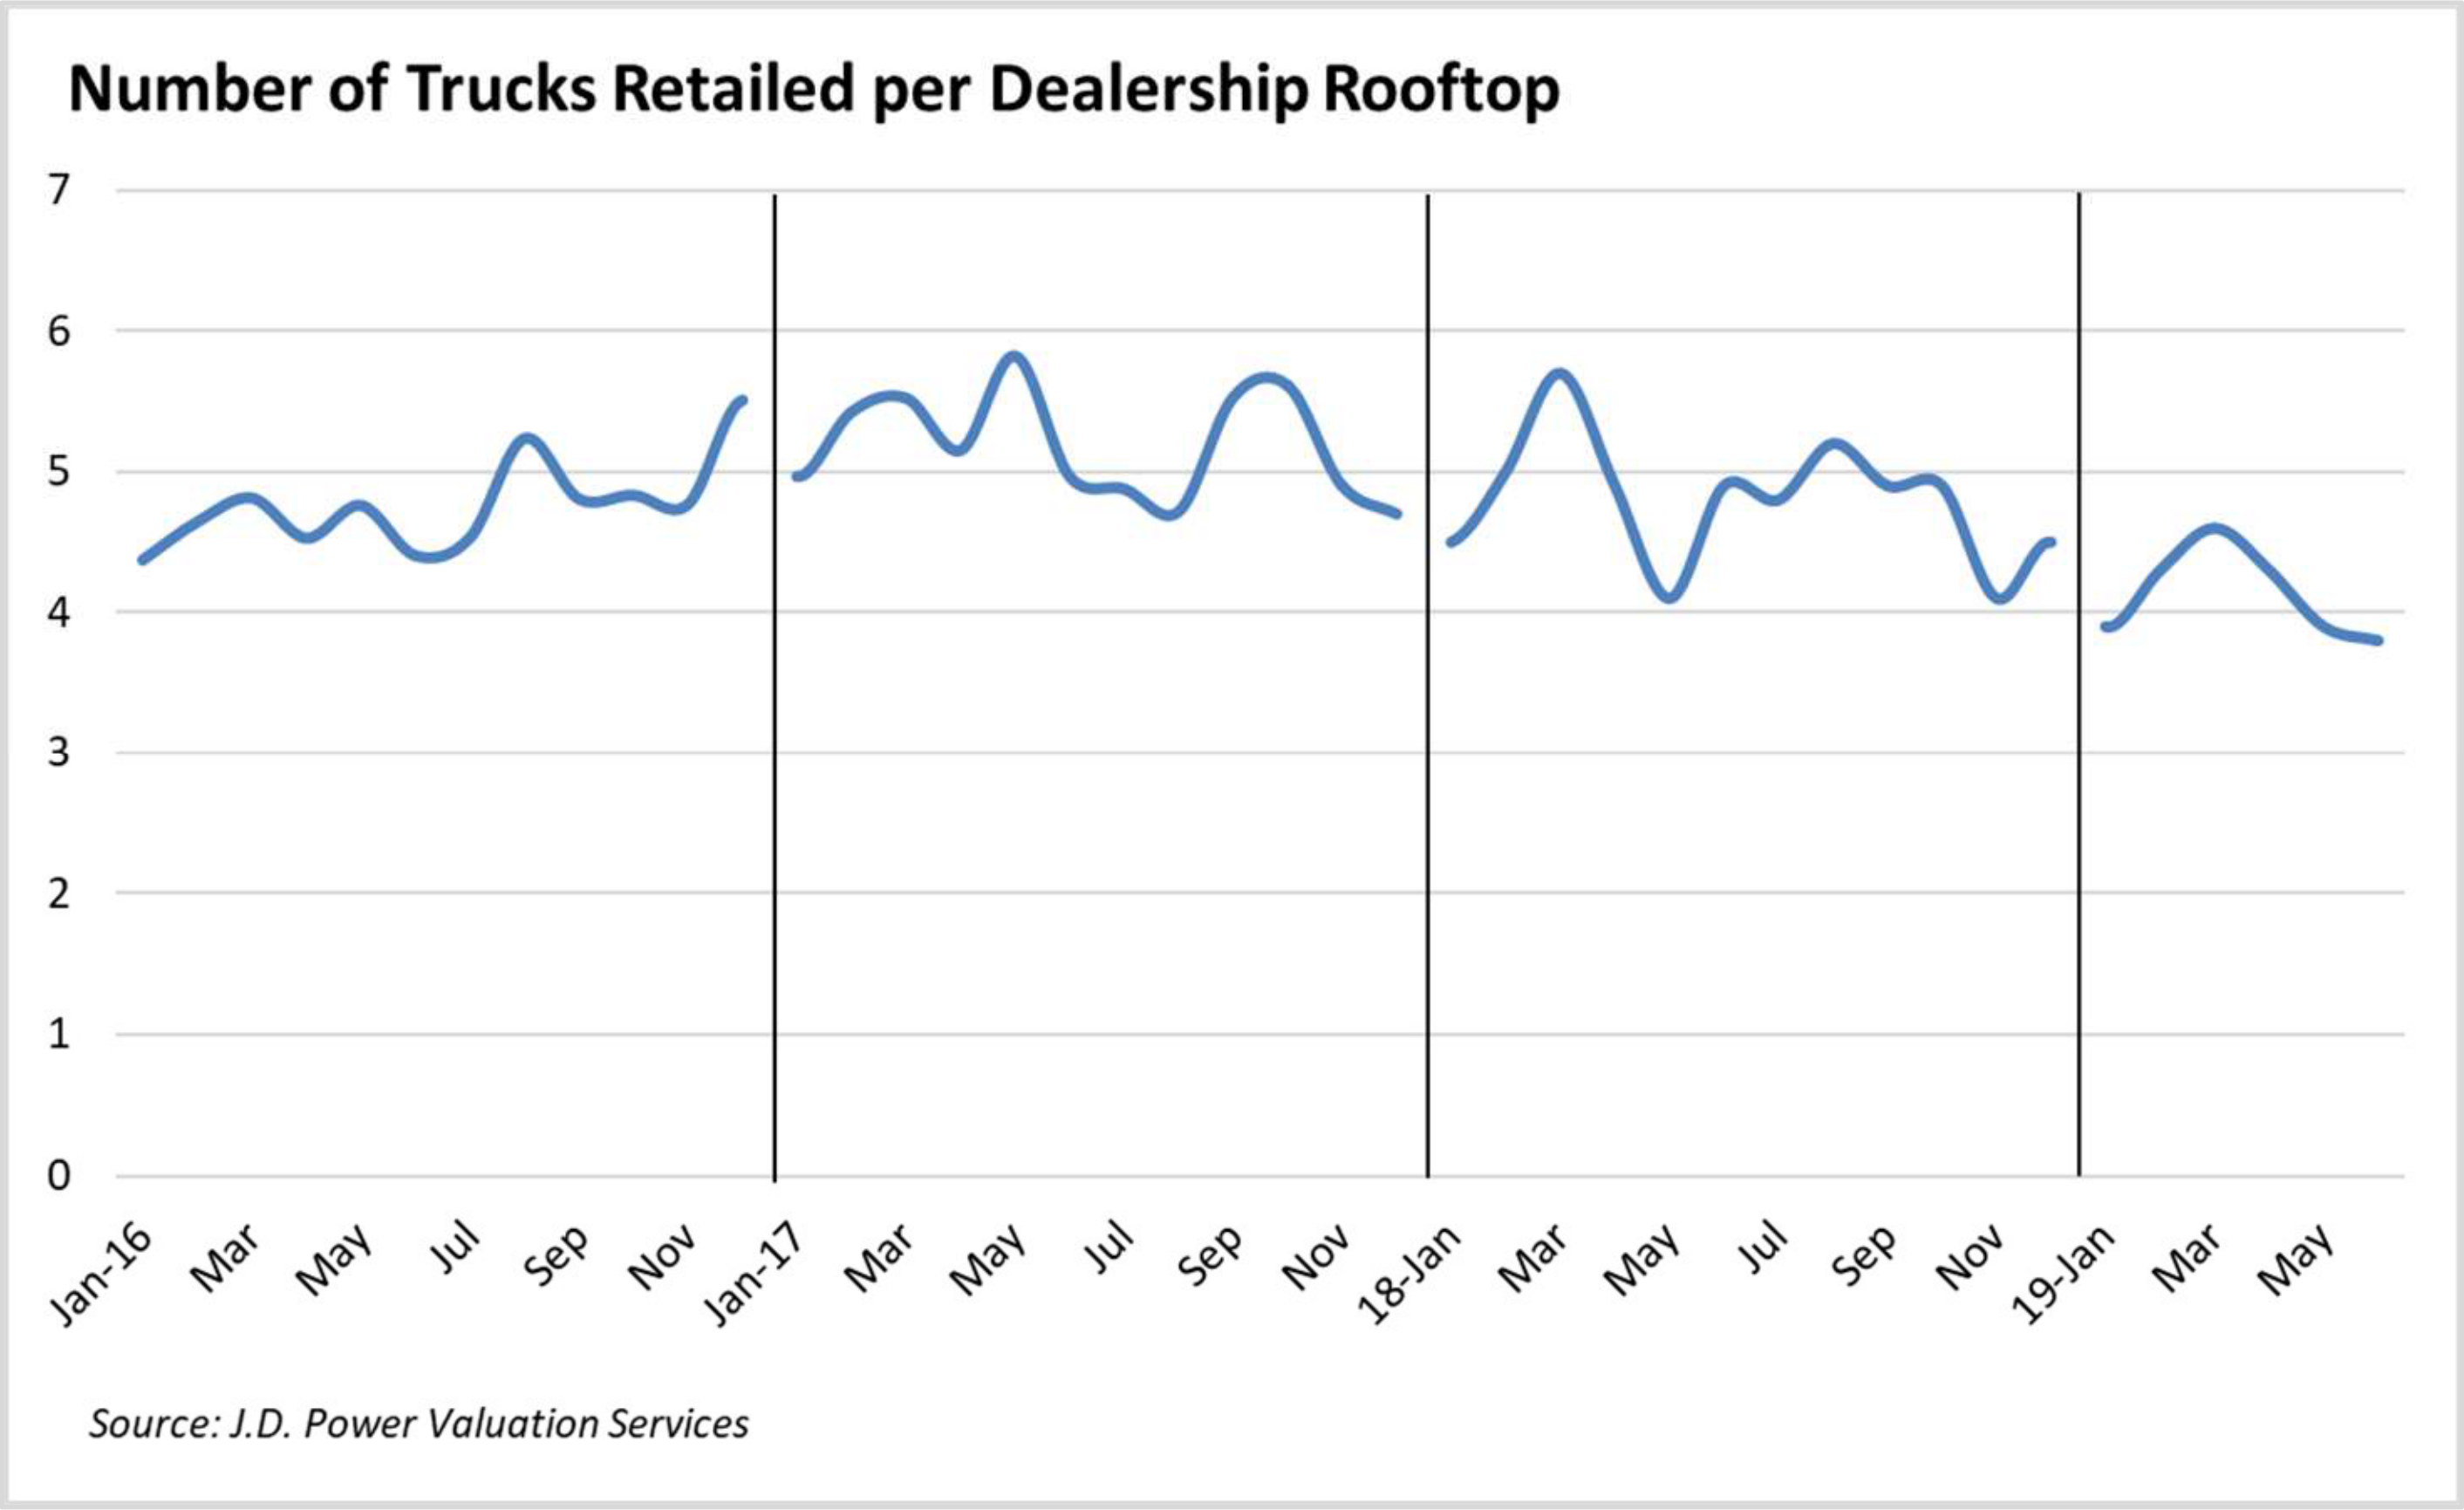 Number of Trucks Retailed per Dealership Rooftop
7
6
5
4
3
2
1
0
Jan-16
Mar
May
Jul
Sep
Nov
Jan-17
Mar
May
Jul
Sep
Nov
18-Jan
Mar
May
Jul
Sep
Nov
19-Jan
Mar
May
Source: J.D. Power Valuation Services